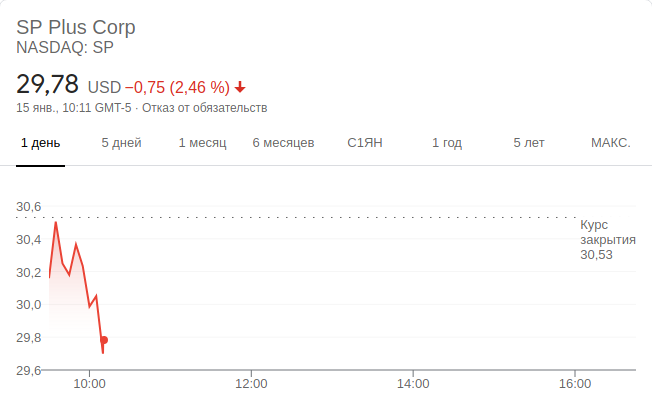 SP Plus Corp
NASDAQ: SP
29,78 USD −0,75 (2,46 %)
15 янв., 10:11 GMT-5 · Отказ от обязательств
1 день 5 дней 1 месяц 6 месяцев С1ЯН 1 год 5 лет МАКС.
30,6
Курс
закрытия
30,53
30,4
30,2
30,0
29,8
29,6
10:00 12:00 14:00 16:00